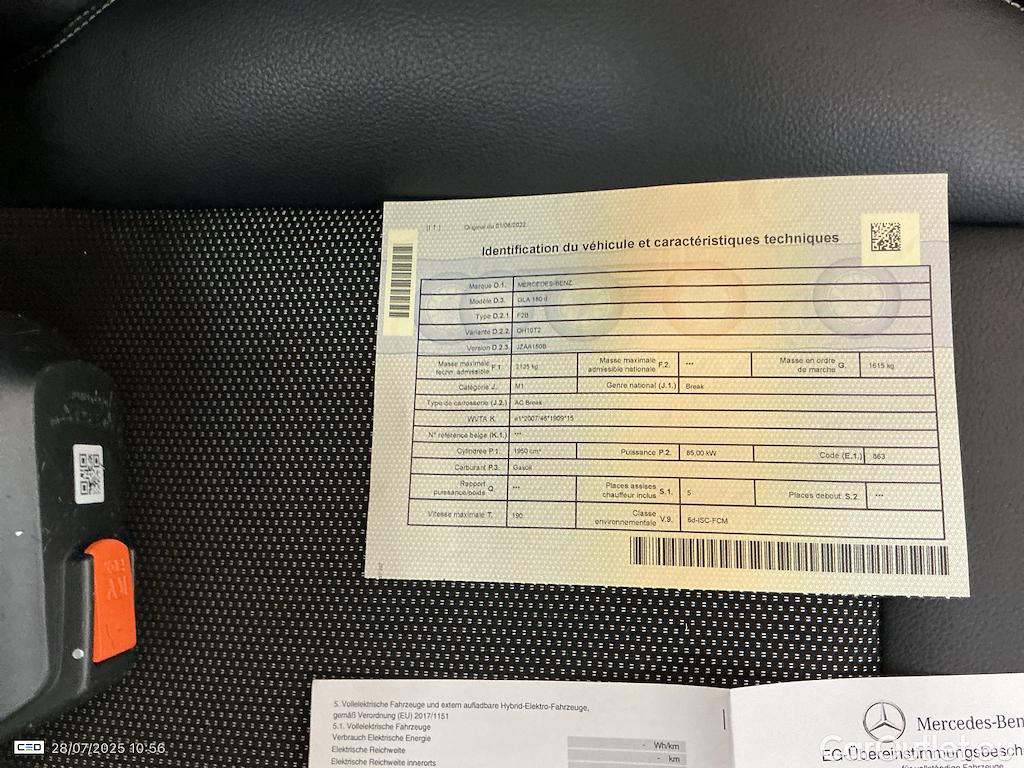 (I.T.) Original du 01/06/2022
Identification du véhicule et caractéristiques techniques
Marque D.1. MERCEDES-BENZ
Modèle D.3. GLA 180 d
Type D.2.1 F2B
Variante D.2.2. OH10T2
Version D.2.3. JZAA150B
Masse maximale techn. admissible F.1. 2135 kg Masse maximale admissible nationale F.2. --- Masse en ordre de marche G. 1615 kg
Catégorie J. M1 Genre national (J.1.) Break
Type de carrosserie (J.2.) AC Break
WVTA K. e1*2007/46*1909*15
N° référence belge (K.1.) ---
Cylindrée P.1. 1950 cm³ Puissance P.2. 85,00 kW Code (E.1.) 863
Carburant P.3. Gasoil
Rapport puissance/poids Q. --- Places assises chauffeur inclus S.1. 5 Places debout S.2. ---
Vitesse maximale T. 190 Classe environnementale V.9. 6d-ISC-FCM
5. Vollelektrische Fahrzeuge und extern aufladbare Hybrid-Elektro-Fahrzeuge,
gemäß Verordnung (EU) 2017/1151
5.1. Vollelektrische Fahrzeuge
Verbrauch Elektrische Energie - Wh/km
Elektrische Reichweite - km
Elektrische Reichweite innerorts
Mercedes-Ben
EG-Übereinstimmungsbesch
für vollständige Fahrzeuge
CEO 28/07/2025 10:56